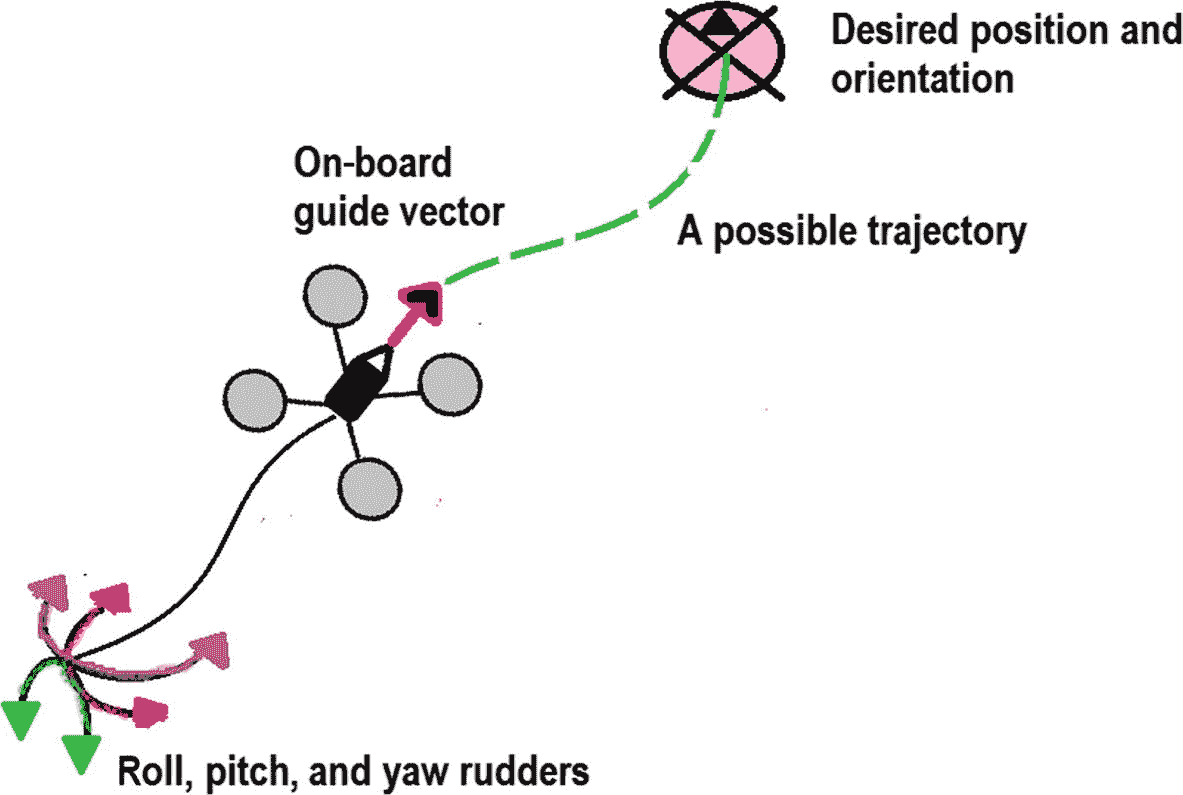 Desired position and
orientation
On-board
guide vector
A possible trajectory
Roll, pitch, and yaw rudders